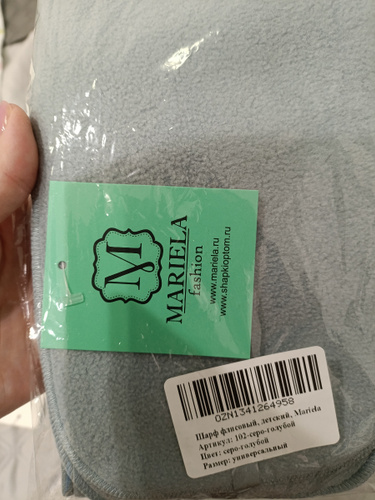 M
MARIELA
fashion
www.mariela.ru
www.shapkioptom.ru
OZN1341264958
Шарф флисовый, детский, Mariela
Артикул: 102-серо-голубой
Цвет: серо-голубой
Размер: универсальный